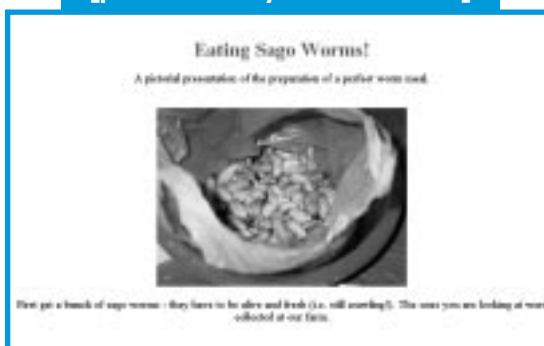 Eating Sago Worms!
A pictorial presentation of the preparation of a perfect worm meal.
First get a bunch of sago worms - they have to be alive and fresh (i.e. still crawling!). The ones you are looking at were
collected at our farm.